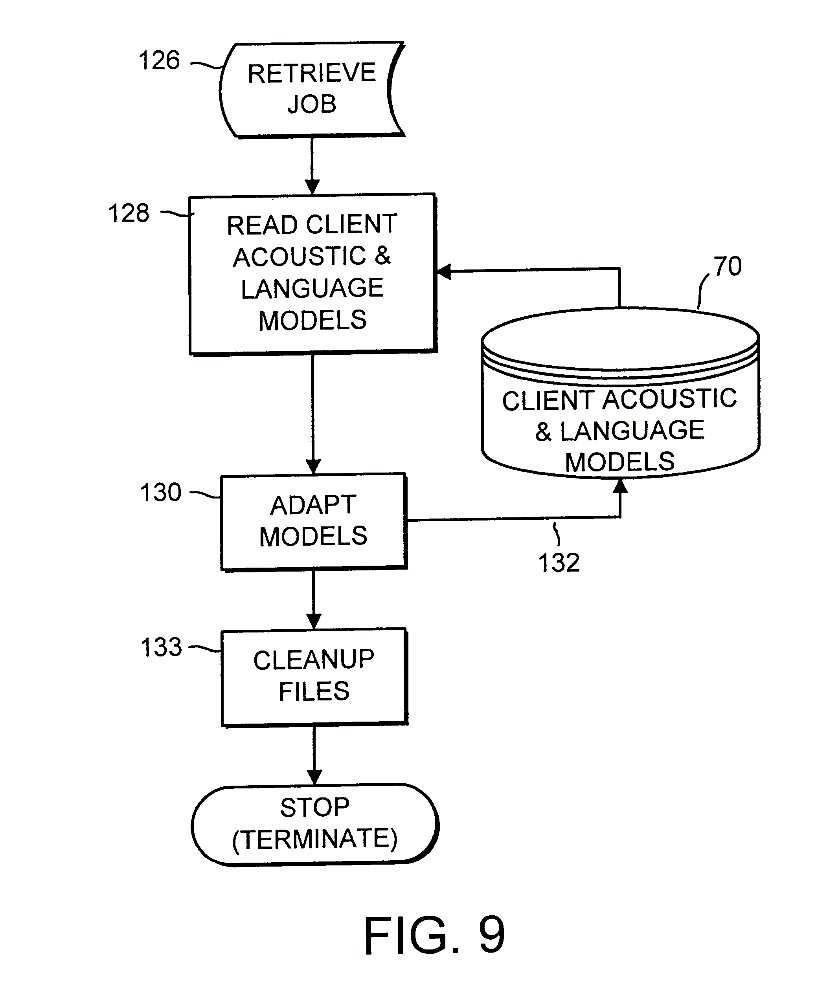 126
RETRIEVE
JOB
128
READ CLIENT
ACOUSTIC &
LANGUAGE
MODELS
70
CLIENT ACOUSTIC
& LANGUAGE
MODELS
130
ADAPT
MODELS
132
133
CLEANUP
FILES
STOP
(TERMINATE)
FIG. 9